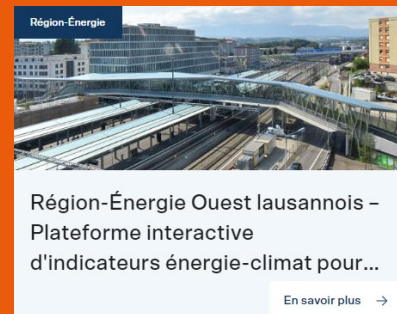 Région-Énergie
Région-Énergie Ouest lausannois –
Plateforme interactive
d'indicateurs énergie-climat pour...
En savoir plus →